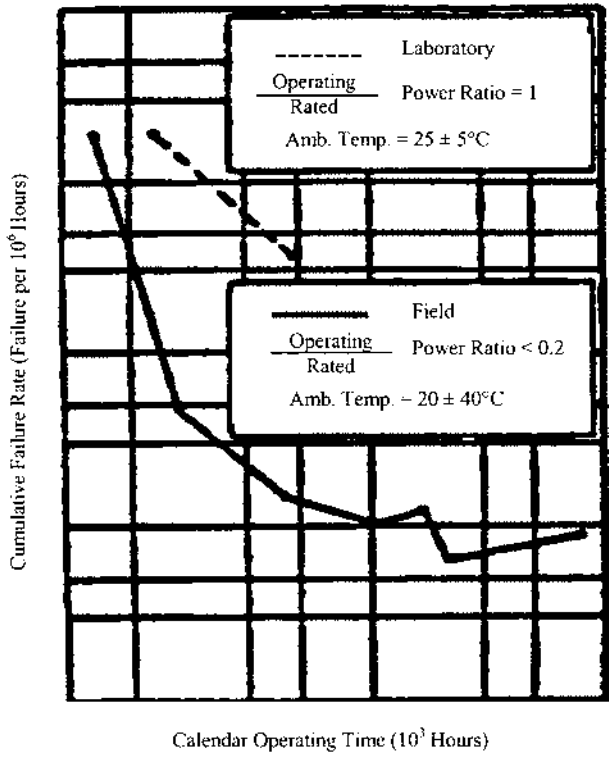 Laboratory
Operating
Rated
Power Ratio = 1
Amb. Temp. = 25 ± 5°C
Field
Operating
Rated
Power Ratio < 0.2
Amb. Temp. – 20 ± 40°C
Cumulative Failure Rate (Failure per 10⁶ Hours)
Calendar Operating Time (10³ Hours)